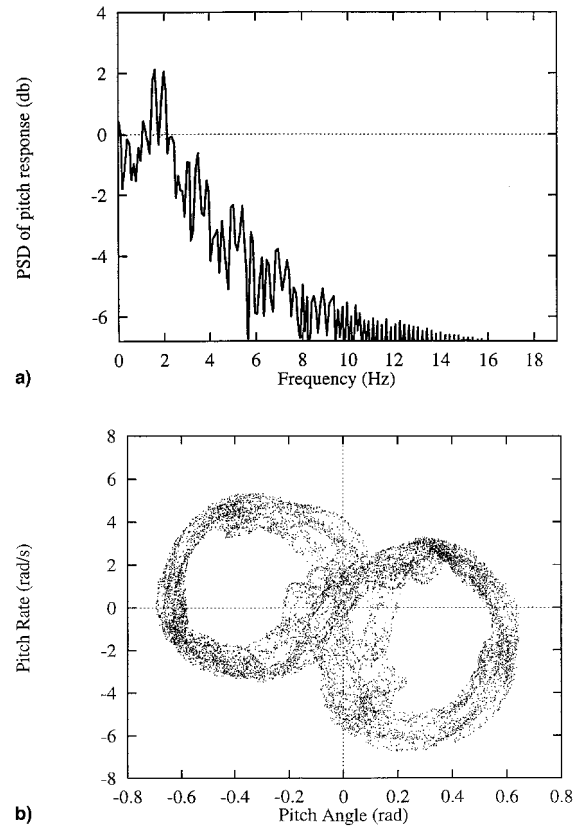 4
2
0
-2
-4
-6
PSD of pitch response (db)
0 2 4 6 8 10 12 14 16 18
Frequency (Hz)
a)
8
6
4
2
0
-2
-4
-6
-8
Pitch Rate (rad/s)
-0.8 -0.6 -0.4 -0.2 0 0.2 0.4 0.6 0.8
Pitch Angle (rad)
b)